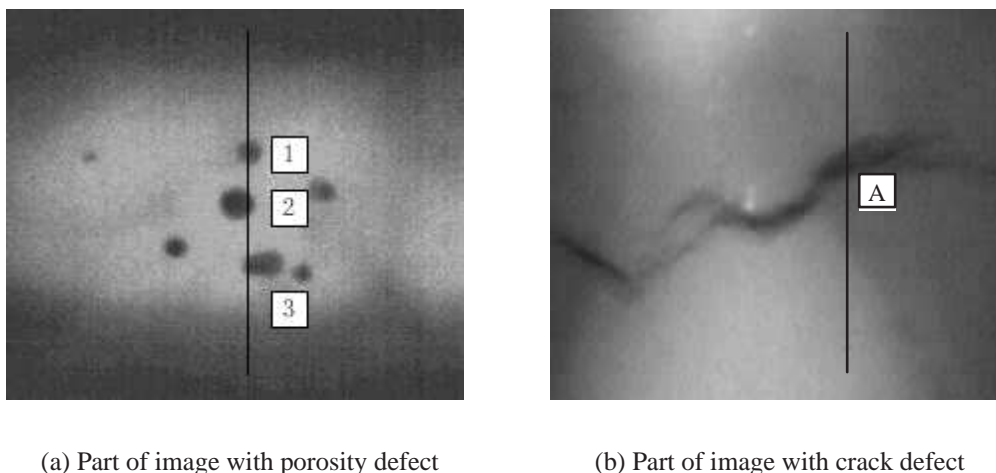 1
2
3
A
(a) Part of image with porosity defect
(b) Part of image with crack defect